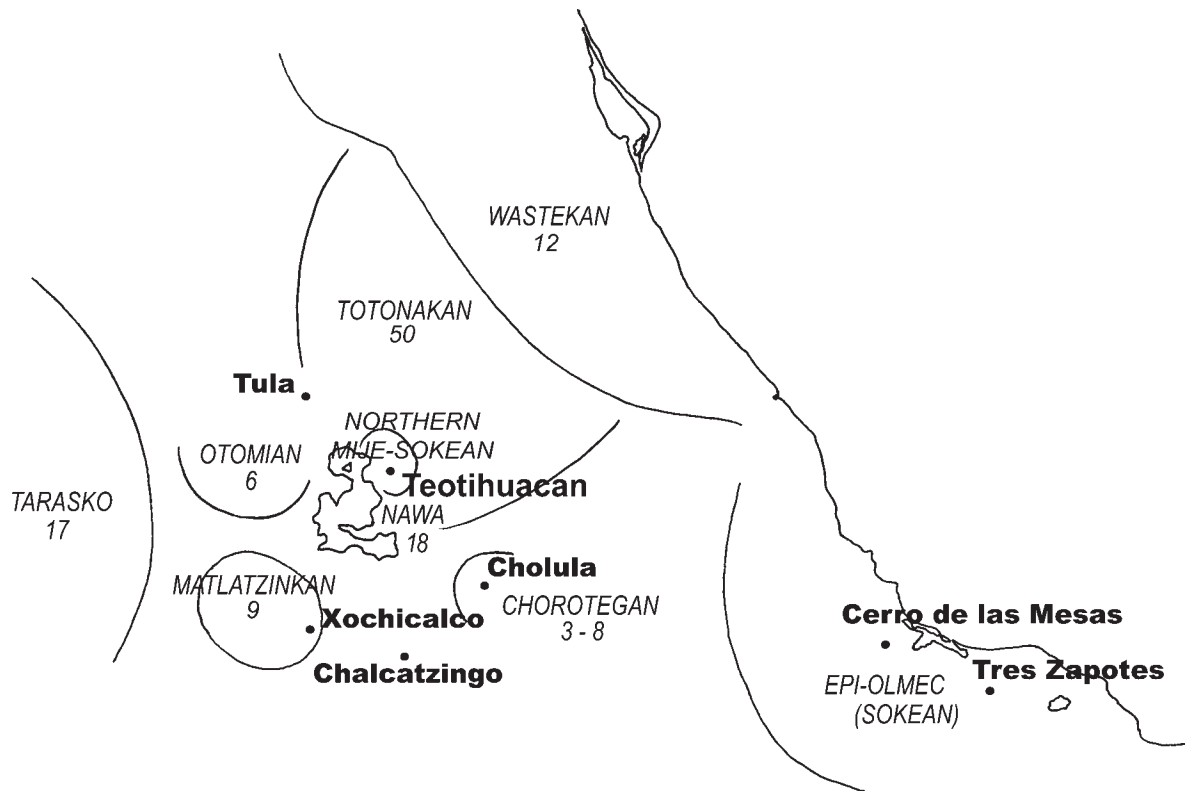 WASTEKAN
12
TOTONAKAN
50
Tula
NORTHERN
MIJE-SOKEAN
OTOMIAN
6
Teotihuacan
TARASKO
17
NAWA
18
Cholula
MATLATZINKAN
9
CHOROTEGAN
3 - 8
Xochicalco
Cerro de las Mesas
Chalcatzingo
Tres Zapotes
EPI-OLMEC
(SOKEAN)